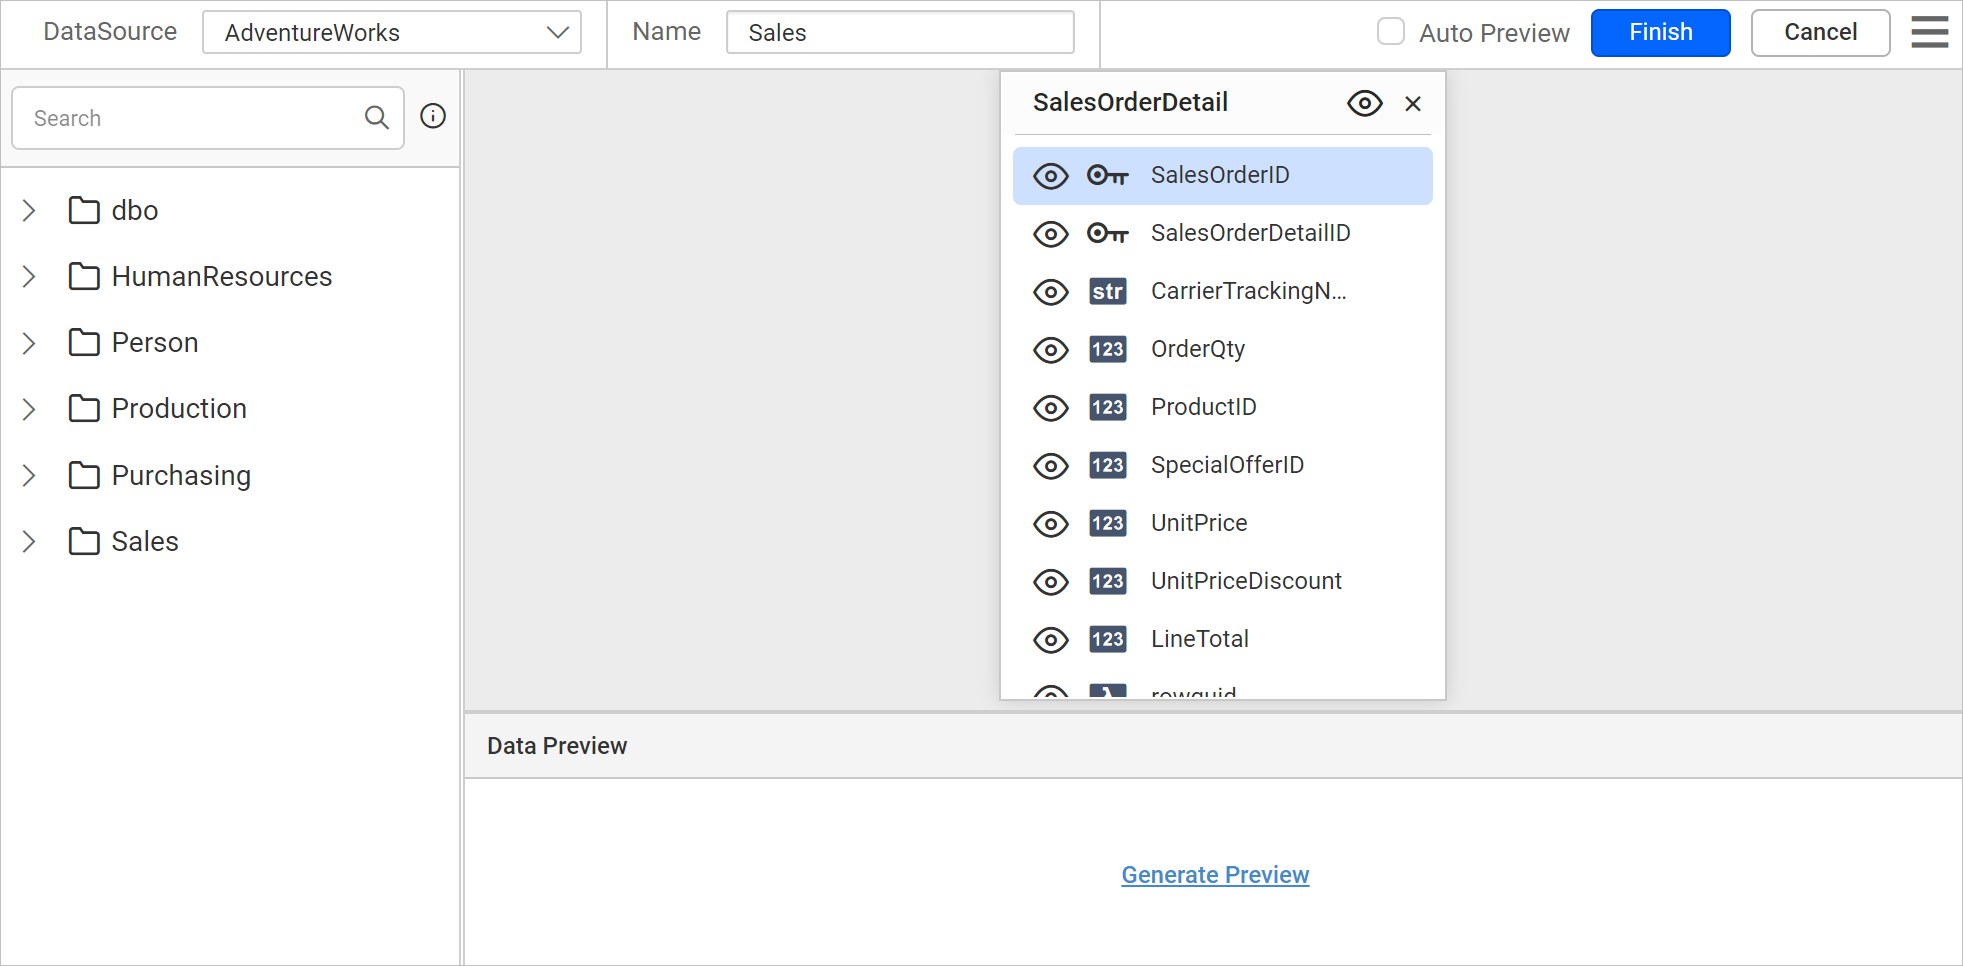 DataSource
AdventureWorks
Name
Sales
Auto Preview
Finish
Cancel
Search
dbo
HumanResources
Person
Production
Purchasing
Sales
SalesOrderDetail
SalesOrderID
SalesOrderDetailID
str CarrierTrackingN...
123 OrderQty
123 ProductID
123 SpecialOfferID
123 UnitPrice
123 UnitPriceDiscount
123 LineTotal
rowguid
Data Preview
Generate Preview